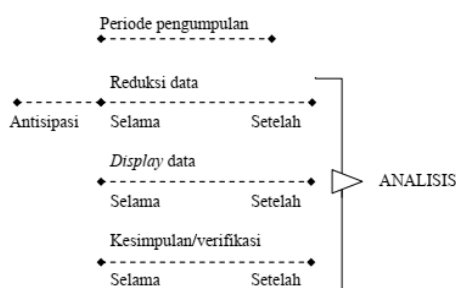 Periode pengumpulan
Reduksi data
Antisipasi Selama Setelah
Display data
ANALISIS
Selama Setelah
Kesimpulan/verifikasi
Selama Setelah